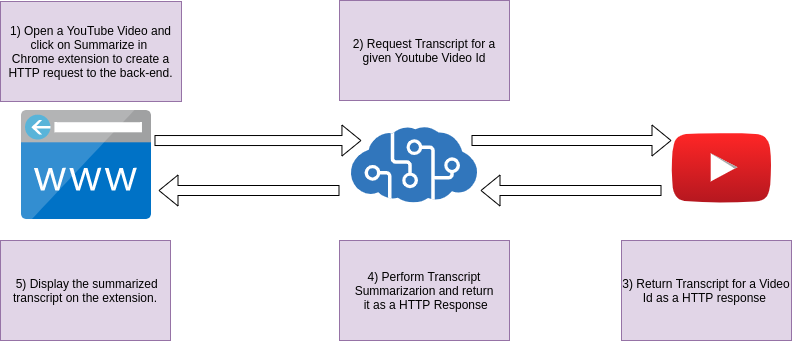 1) Open a YouTube Video and
click on Summarize in
Chrome extension to create a
HTTP request to the back-end.
2) Request Transcript for a
given Youtube Video Id
www
5) Display the summarized
transcript on the extension.
4) Perform Transcript
Summarizarion and return
it as a HTTP Response
3) Return Transcript for a Video
Id as a HTTP response